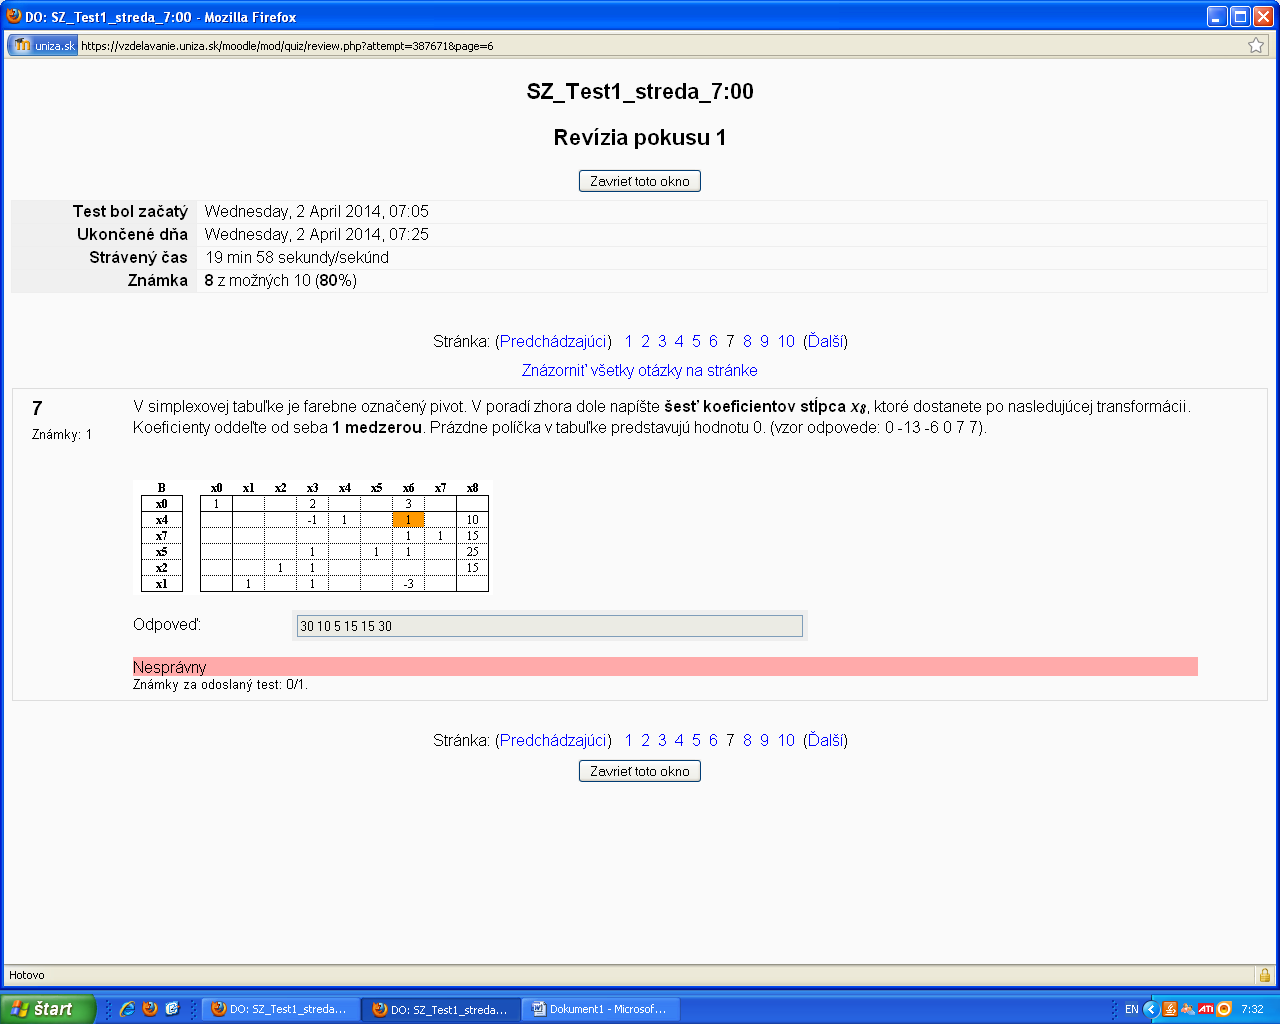 DO: SZ_Test1_streda_7:00 - Mozilla Firefox
uniza.sk https://vzdelavanie.uniza.sk/moodle/mod/quiz/review.php?attempt=387671&page=6
SZ_Test1_streda_7:00
Revízia pokusu 1
Zavrieť toto okno
Test bol začatý Wednesday, 2 April 2014, 07:05
Ukončené dňa Wednesday, 2 April 2014, 07:25
Strávený čas 19 min 58 sekundy/sekúnd
Známka 8 z možných 10 (80%)
Stránka: (Predchádzajúci) 1 2 3 4 5 6 7 8 9 10 (Ďalší)
Znázorniť všetky otázky na stránke
7
Známky: 1
V simplexovej tabuľke je farebne označený pivot. V poradí zhora dole napíšte šesť koeficientov stĺpca x8, ktoré dostanete po nasledujúcej transformácii.
Koeficienty oddeľte od seba 1 medzerou. Prázdne políčka v tabuľke predstavujú hodnotu 0. (vzor odpovede: 0 -13 -6 0 7 7).
B x0 x1 x2 x3 x4 x5 x6 x7 x8
x0 1 2 3
x4 -1 1 1 10
x7 1 1 15
x5 1 1 1 25
x2 1 1 15
x1 1 1 -3
Odpoveď: 30 10 5 15 15 30
Nesprávny
Známky za odoslaný test: 0/1.
Stránka: (Predchádzajúci) 1 2 3 4 5 6 7 8 9 10 (Ďalší)
Zavrieť toto okno
Hotovo
štart DO: SZ_Test1_streda... DO: SZ_Test1_streda... Dokument1 - Microsof... EN ATI 7:32